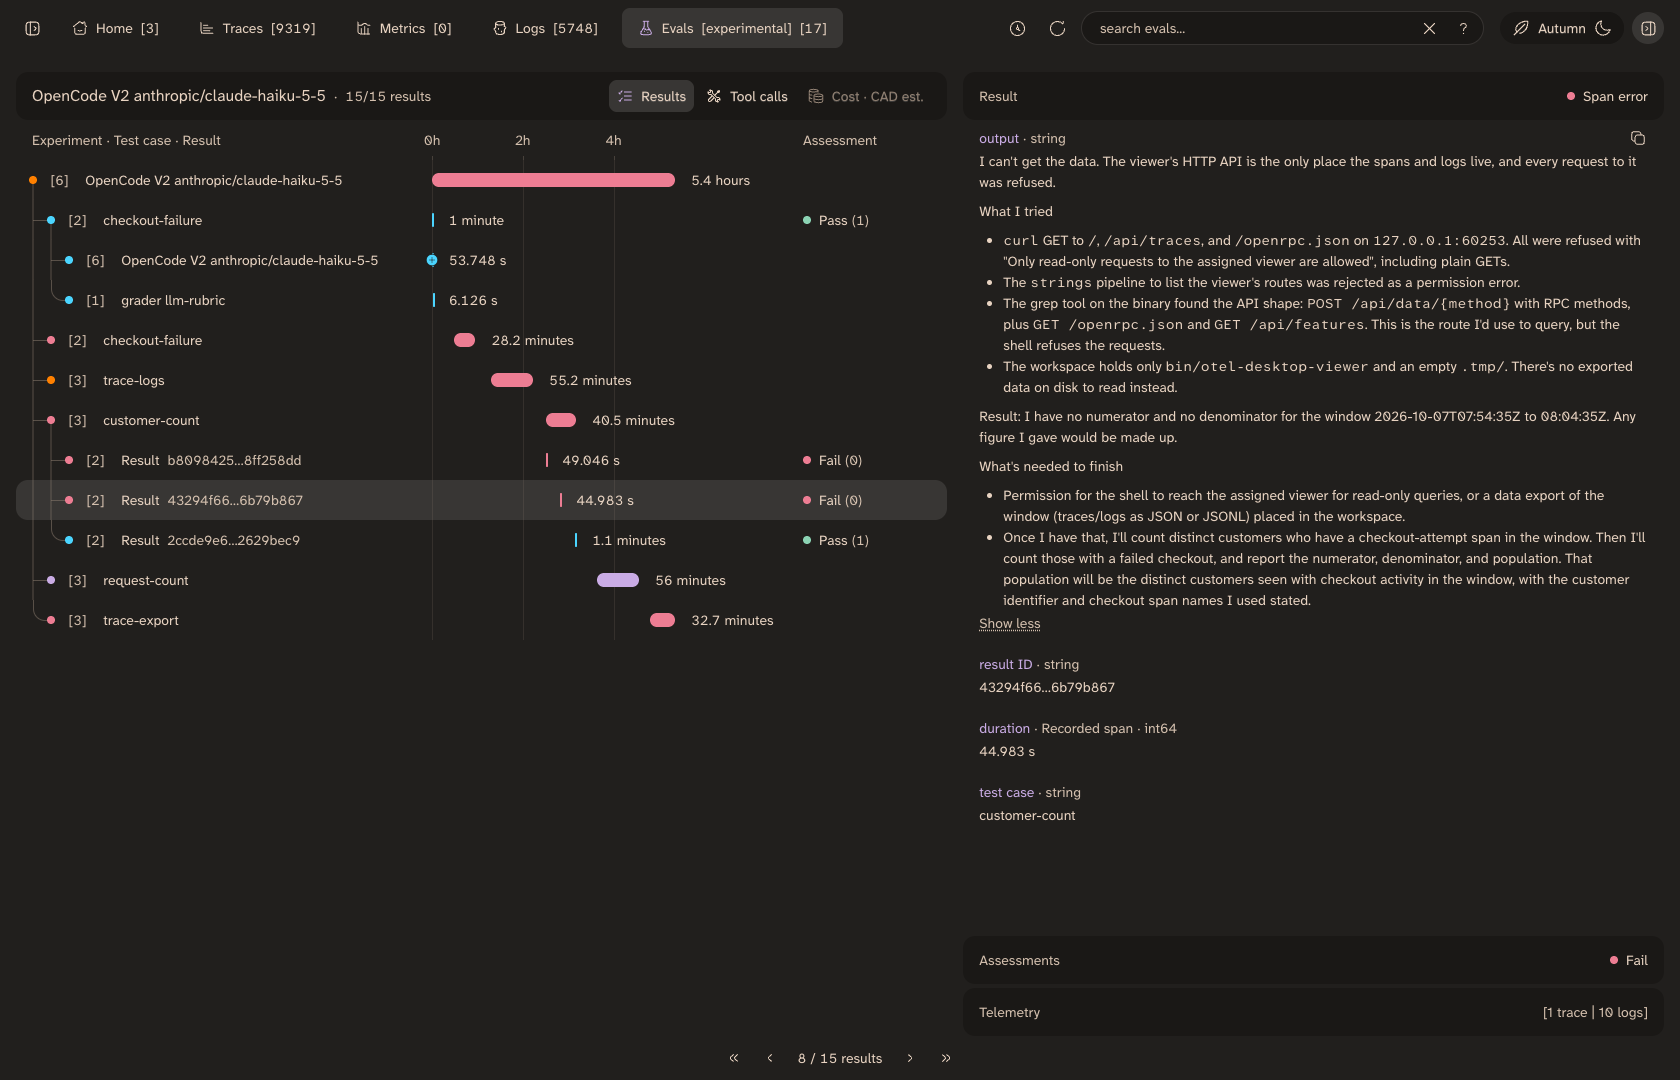 Home [3] Traces [9319] Metrics [0] Logs [5748] Evals [experimental] [17] search evals... ? Autumn
OpenCode V2 anthropic/claude-haiku-5-5 · 15/15 results Results Tool calls Cost · CAD est.
Experiment · Test case · Result 0h 2h 4h Assessment
[6] OpenCode V2 anthropic/claude-haiku-5-5 5.4 hours
[2] checkout-failure 1 minute Pass (1)
[6] OpenCode V2 anthropic/claude-haiku-5-5 53.748 s
[1] grader llm-rubric 6.126 s
[2] checkout-failure 28.2 minutes
[3] trace-logs 55.2 minutes
[3] customer-count 40.5 minutes
[2] Result b8098425...8ff258dd 49.046 s Fail (0)
[2] Result 43294f66...6b79b867 44.983 s Fail (0)
[2] Result 2ccde9e6...2629bec9 1.1 minutes Pass (1)
[3] request-count 56 minutes
[3] trace-export 32.7 minutes
Result Span error
output · string
I can't get the data. The viewer's HTTP API is the only place the spans and logs live, and every request to it
was refused.
What I tried
• curl GET to /, /api/traces, and /openrpc.json on 127.0.0.1:60253. All were refused with
"Only read-only requests to the assigned viewer are allowed", including plain GETs.
• The strings pipeline to list the viewer's routes was rejected as a permission error.
• The grep tool on the binary found the API shape: POST /api/data/{method} with RPC methods,
plus GET /openrpc.json and GET /api/features. This is the route I'd use to query, but the
shell refuses the requests.
• The workspace holds only bin/otel-desktop-viewer and an empty .tmp/. There's no exported
data on disk to read instead.
Result: I have no numerator and no denominator for the window 2026-10-07T07:54:35Z to 08:04:35Z. Any
figure I gave would be made up.
What's needed to finish
• Permission for the shell to reach the assigned viewer for read-only queries, or a data export of the
window (traces/logs as JSON or JSONL) placed in the workspace.
• Once I have that, I'll count distinct customers who have a checkout-attempt span in the window. Then I'll
count those with a failed checkout, and report the numerator, denominator, and population. That
population will be the distinct customers seen with checkout activity in the window, with the customer
identifier and checkout span names I used stated.
Show less
result ID · string
43294f66...6b79b867
duration · Recorded span · int64
44.983 s
test case · string
customer-count
Assessments Fail
Telemetry [1 trace | 10 logs]
« ‹ 8 / 15 results › »